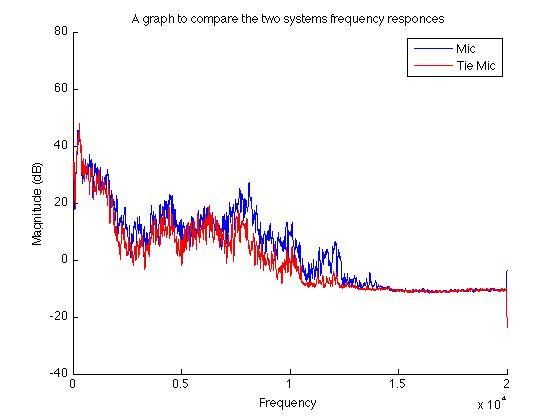 A graph to compare the two systems frequency responces
Mic
Tie Mic
Magnitude (dB)
80
60
40
20
0
-20
-40
0
0.5
1
1.5
2
x 10^4
Frequency